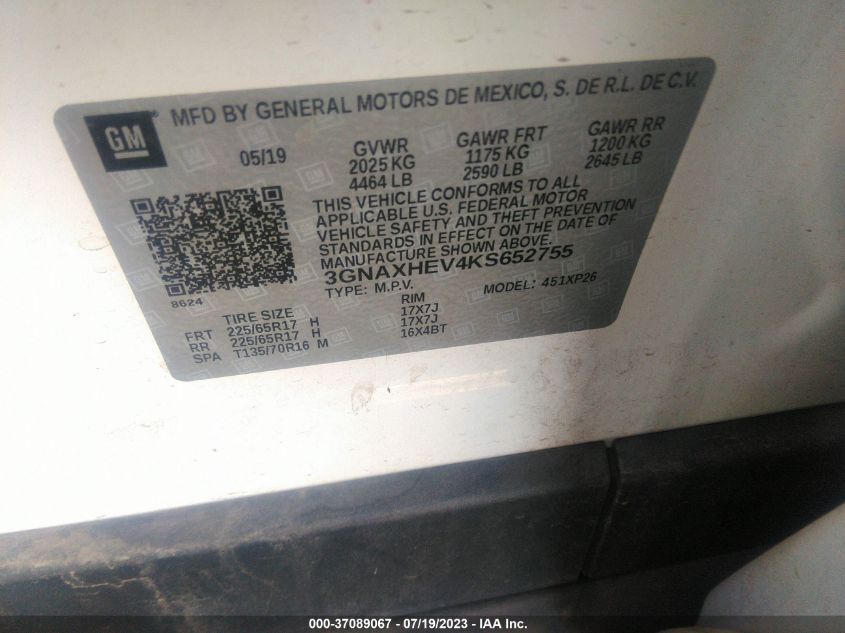 MFD BY GENERAL MOTORS DE MEXICO, S. DE R.L. DE C.V.
GM
05/19 GVWR GAWR FRT GAWR RR
2025 KG 1175 KG 1200 KG
4464 LB 2590 LB 2645 LB
THIS VEHICLE CONFORMS TO ALL
APPLICABLE U.S. FEDERAL MOTOR
VEHICLE SAFETY AND THEFT PREVENTION
STANDARDS IN EFFECT ON THE DATE OF
MANUFACTURE SHOWN ABOVE.
3GNAXHEV4KS652755
TYPE: M.P.V. MODEL: 451XP26
8624
TIRE SIZE RIM
FRT 225/65R17 H 17X7J
RR 225/65R17 H 17X7J
SPA T135/70R16 M 16X4BT
000-37089067 - 07/19/2023 - IAA Inc.